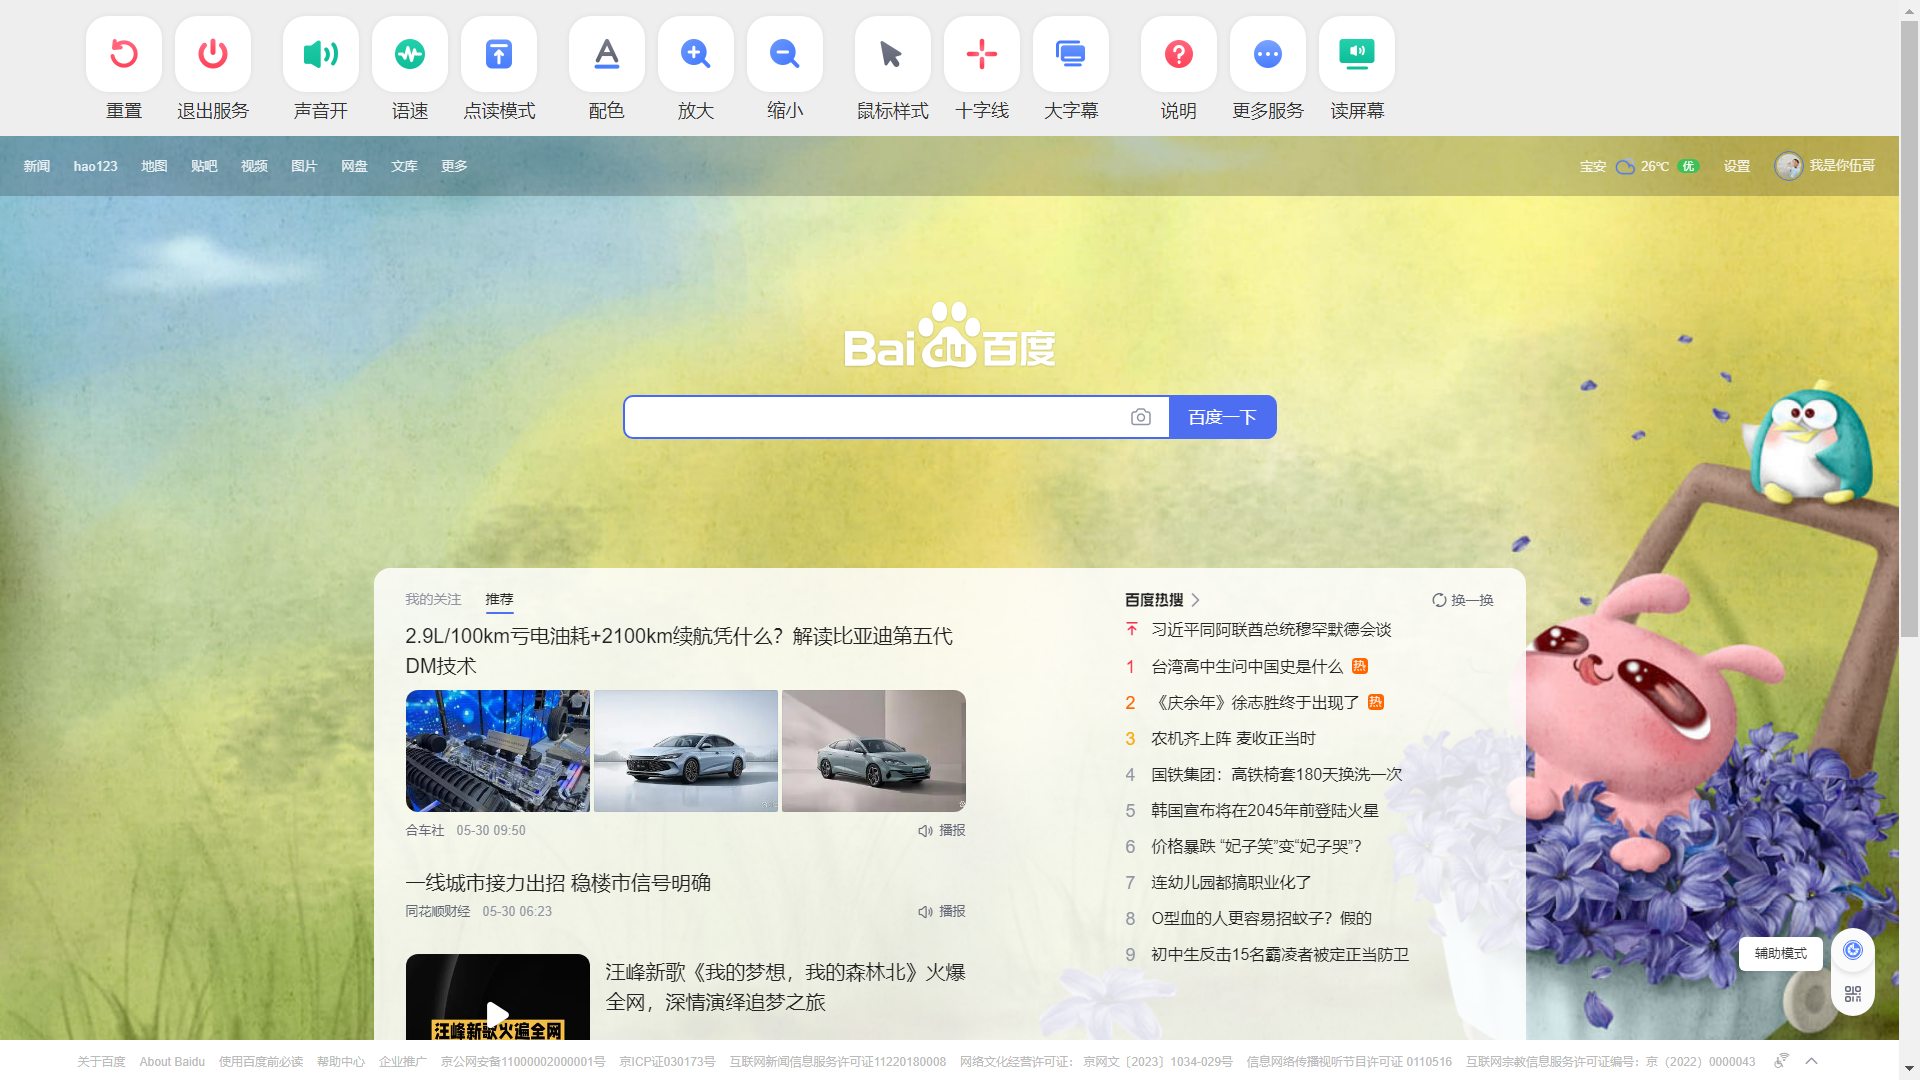 重置 退出服务 声音开 语速 点读模式 配色 放大 缩小 鼠标样式 十字线 大字幕 说明 更多服务 读屏幕
新闻 hao123 地图 贴吧 视频 图片 网盘 文库 更多
宝安 26℃ 优 设置 我是你伍哥
Bai du 百度
百度一下
我的关注 推荐
2.9L/100km亏电油耗+2100km续航凭什么？解读比亚迪第五代
DM技术
合车社 05-30 09:50 播报
一线城市接力出招 稳楼市信号明确
同花顺财经 05-30 06:23 播报
汪峰新歌《我的梦想，我的森林北》火爆
全网，深情演绎追梦之旅
汪峰新歌火遍全网
百度热搜 换一换
习近平同阿联酋总统穆罕默德会谈
1 台湾高中生问中国史是什么 热
2 《庆余年》徐志胜终于出现了 热
3 农机齐上阵 麦收正当时
4 国铁集团：高铁椅套180天换洗一次
5 韩国宣布将在2045年前登陆火星
6 价格暴跌 “妃子笑”变“妃子哭”？
7 连幼儿园都搞职业化了
8 O型血的人更容易招蚊子？假的
9 初中生反击15名霸凌者被定正当防卫
辅助模式
关于百度 About Baidu 使用百度前必读 帮助中心 企业推广 京公网安备11000002000001号 京ICP证030173号 互联网新闻信息服务许可证11220180008 网络文化经营许可证： 京网文〔2023〕1034-029号 信息网络传播视听节目许可证 0110516 互联网宗教信息服务许可证编号：京（2022）0000043